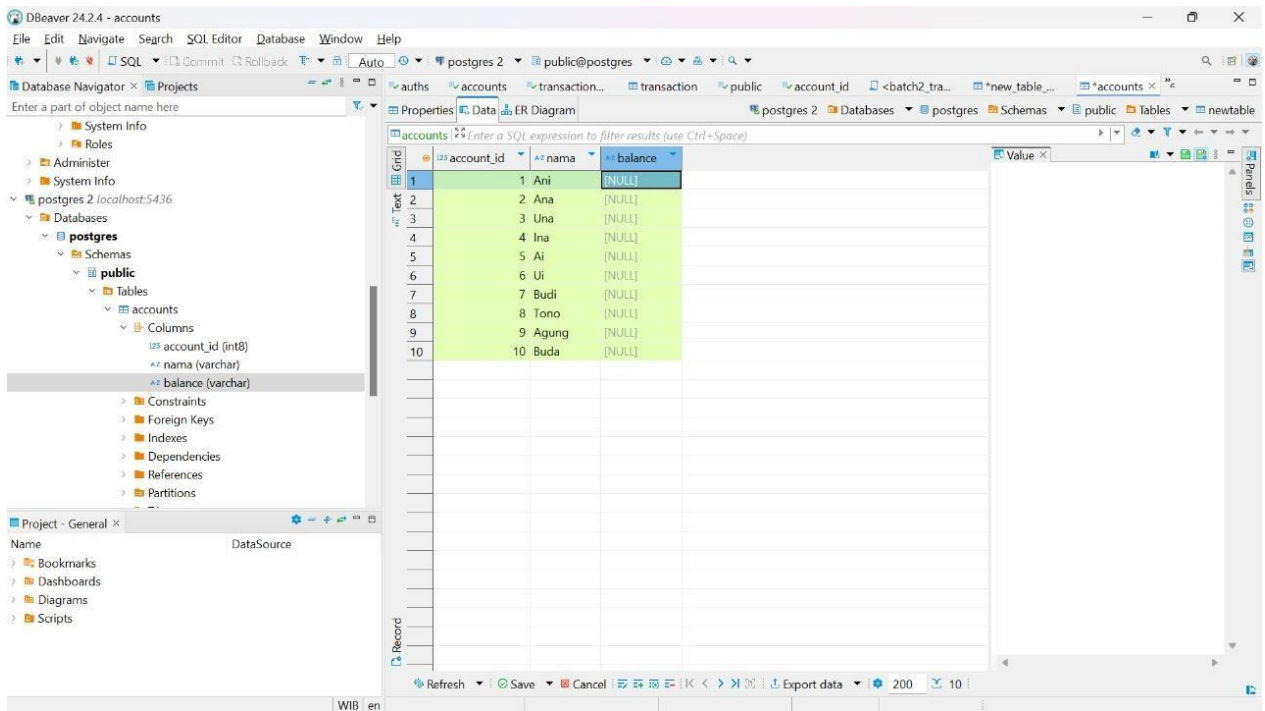 DBeaver 24.2.4 - accounts
File Edit Navigate Search SQL Editor Database Window Help
SQL Commit Rollback Auto postgres 2 public@postgres
Database Navigator Projects
auths accounts transaction... transaction public account_id <batch2_tra... *new_table_... *accounts
Enter a part of object name here
Properties Data ER Diagram
postgres 2 Databases postgres Schemas public Tables newtable
accounts Enter a SQL expression to filter results (use Ctrl+Space)
System Info
Roles
Administer
System Info
postgres 2 localhost:5436
Databases
postgres
Schemas
public
Tables
accounts
Columns
123 account_id (int8)
AZ nama (varchar)
AZ balance (varchar)
Constraints
Foreign Keys
Indexes
Dependencies
References
Partitions
Project - General
Name DataSource
Bookmarks
Dashboards
Diagrams
Scripts
Grid
Text
Record
123 account_id AZ nama AZ balance
1 1 Ani [NULL]
2 2 Ana [NULL]
3 3 Una [NULL]
4 4 Ina [NULL]
5 5 Ai [NULL]
6 6 Ui [NULL]
7 7 Budi [NULL]
8 8 Tono [NULL]
9 9 Agung [NULL]
10 10 Buda [NULL]
Value
Panels
Refresh Save Cancel Export data 200 10
WIB en